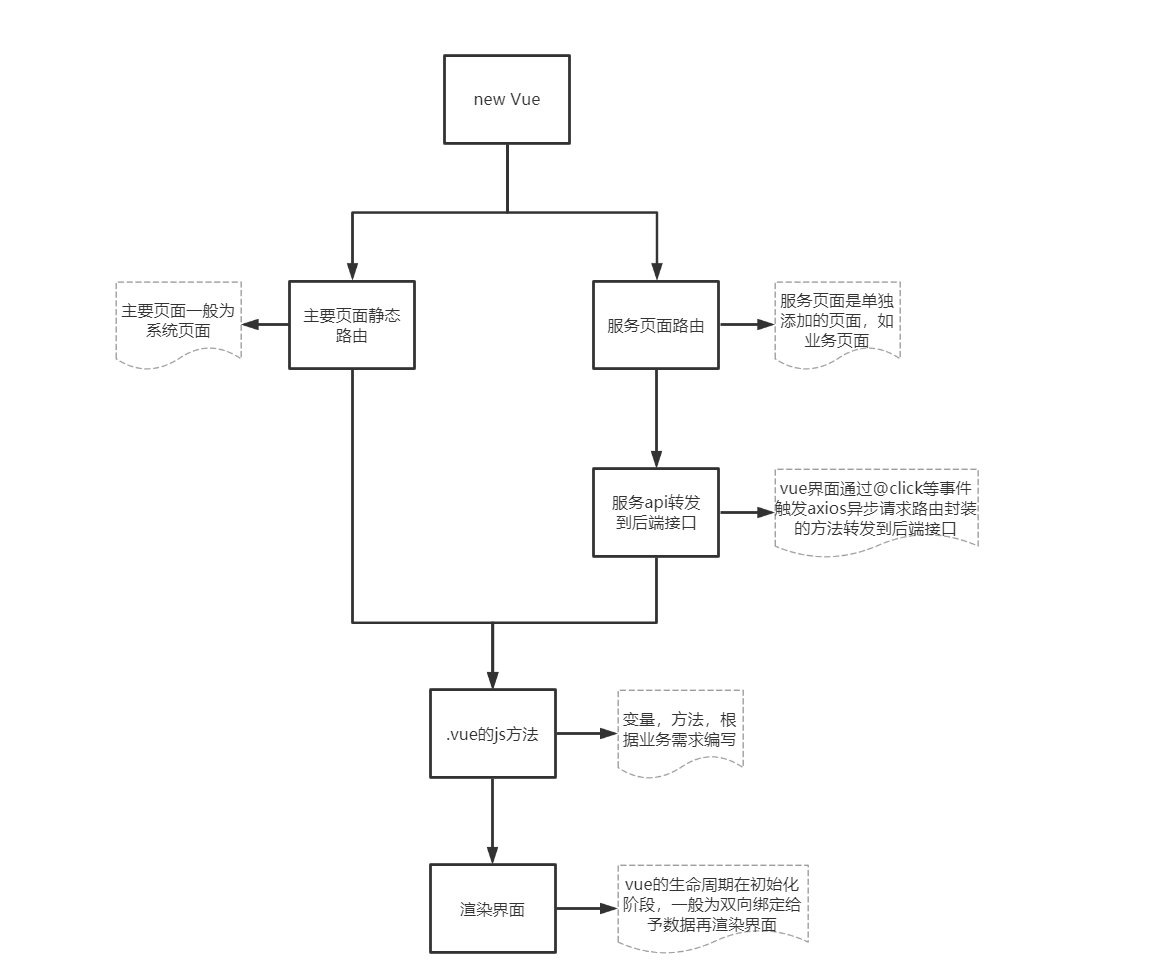 new Vue
主要页面一般为
系统页面
主要页面静态
路由
服务页面路由
服务页面是单独
添加的页面，如
业务页面
服务api转发
到后端接口
vue界面通过@click等事件
触发axios异步请求路由封装
的方法转发到后端接口
.vue的js方法
变量，方法，根
据业务需求编写
渲染界面
vue的生命周期在初始化
阶段，一般为双向绑定给
予数据再渲染界面